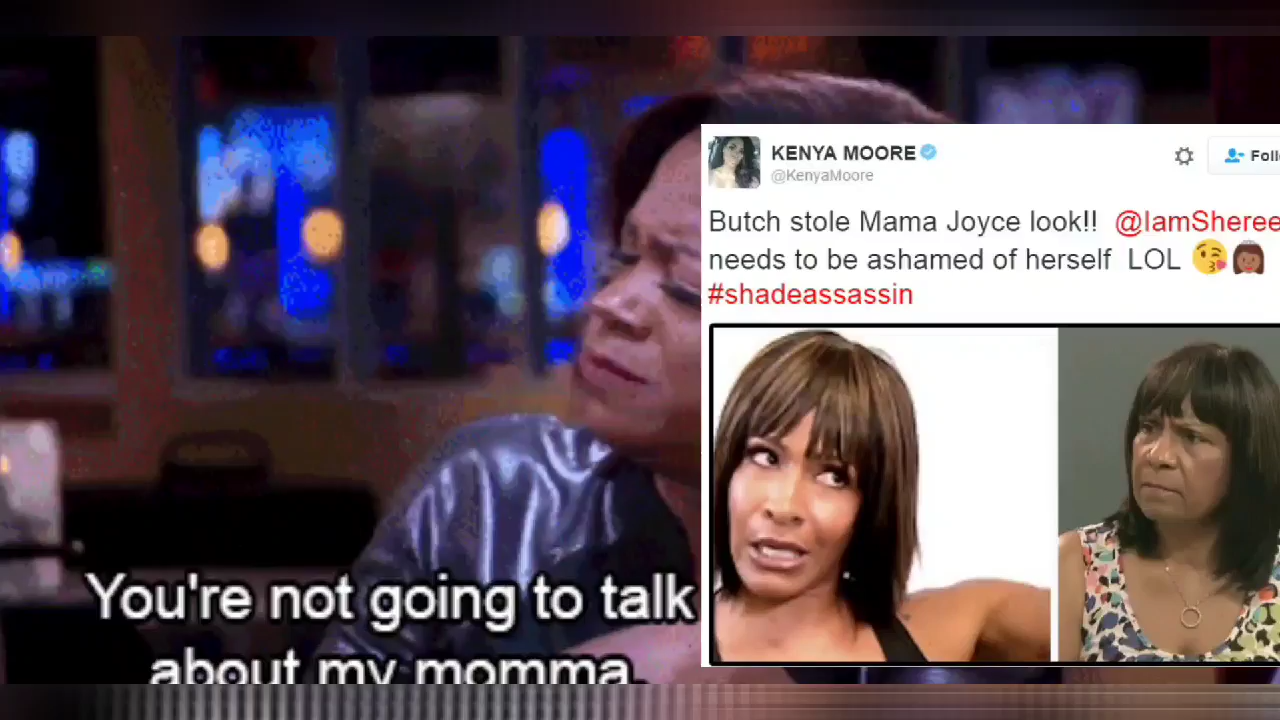 KENYA MOORE
@KenyaMoore
Butch stole Mama Joyce look!! @IamSheree
needs to be ashamed of herself LOL 😘👸🏾
#shadeassassin
You're not going to talk
about my momma.